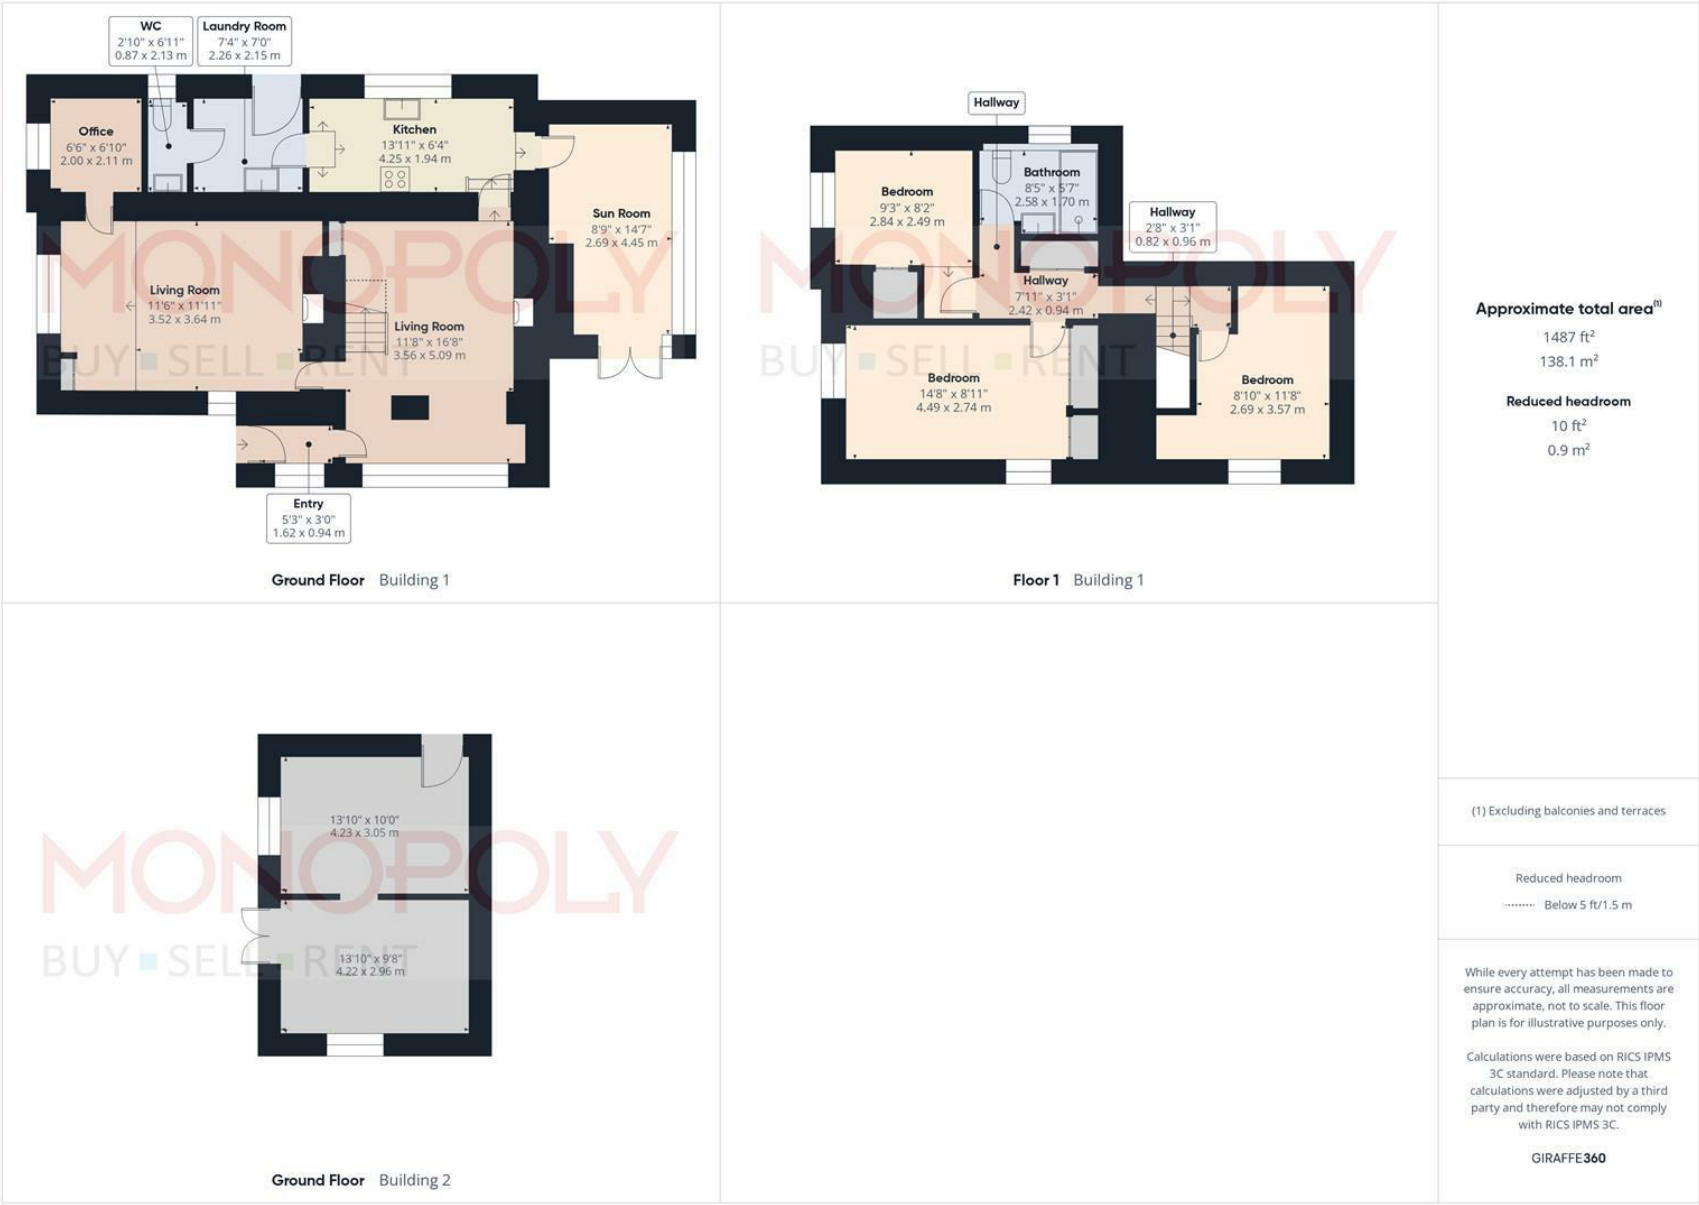 WC
2'10" x 6'11"
0.87 x 2.13 m
Laundry Room
7'4" x 7'0"
2.26 x 2.15 m
Office
6'6" x 6'10"
2.00 x 2.11 m
Kitchen
13'11" x 6'4"
4.25 x 1.94 m
Sun Room
8'9" x 14'7"
2.69 x 4.45 m
Living Room
11'6" x 11'11"
3.52 x 3.64 m
Living Room
11'8" x 16'8"
3.56 x 5.09 m
MONOPOLY
BUY SELL RENT
Entry
5'3" x 3'0"
1.62 x 0.94 m
Ground Floor Building 1
Hallway
Bedroom
9'3" x 8'2"
2.84 x 2.49 m
Bathroom
8'5" x 5'7"
2.58 x 1.70 m
Hallway
2'8" x 3'1"
0.82 x 0.96 m
Hallway
7'11" x 3'1"
2.42 x 0.94 m
MONOPOLY
BUY SELL RENT
Bedroom
14'8" x 8'11"
4.49 x 2.74 m
Bedroom
8'10" x 11'8"
2.69 x 3.57 m
Floor 1 Building 1
13'10" x 10'0"
4.23 x 3.05 m
MONOPOLY
BUY SELL RENT
13'10" x 9'8"
4.22 x 2.96 m
Ground Floor Building 2
Approximate total area(1)
1487 ft²
138.1 m²
Reduced headroom
10 ft²
0.9 m²
(1) Excluding balconies and terraces
Reduced headroom
Below 5 ft/1.5 m
While every attempt has been made to
ensure accuracy, all measurements are
approximate, not to scale. This floor
plan is for illustrative purposes only.
Calculations were based on RICS IPMS
3C standard. Please note that
calculations were adjusted by a third
party and therefore may not comply
with RICS IPMS 3C.
GIRAFFE360